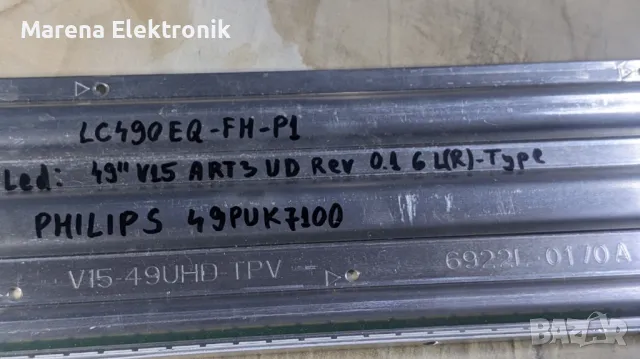 Marena Elektronik
LC490EQ-FH-P1
Led: 49" V15 ART3 UD Rev 0.1 6 L(R)-Type
PHILIPS 49PUK7100
V15-49UHD TPV
6922L-0170A
BAZAR